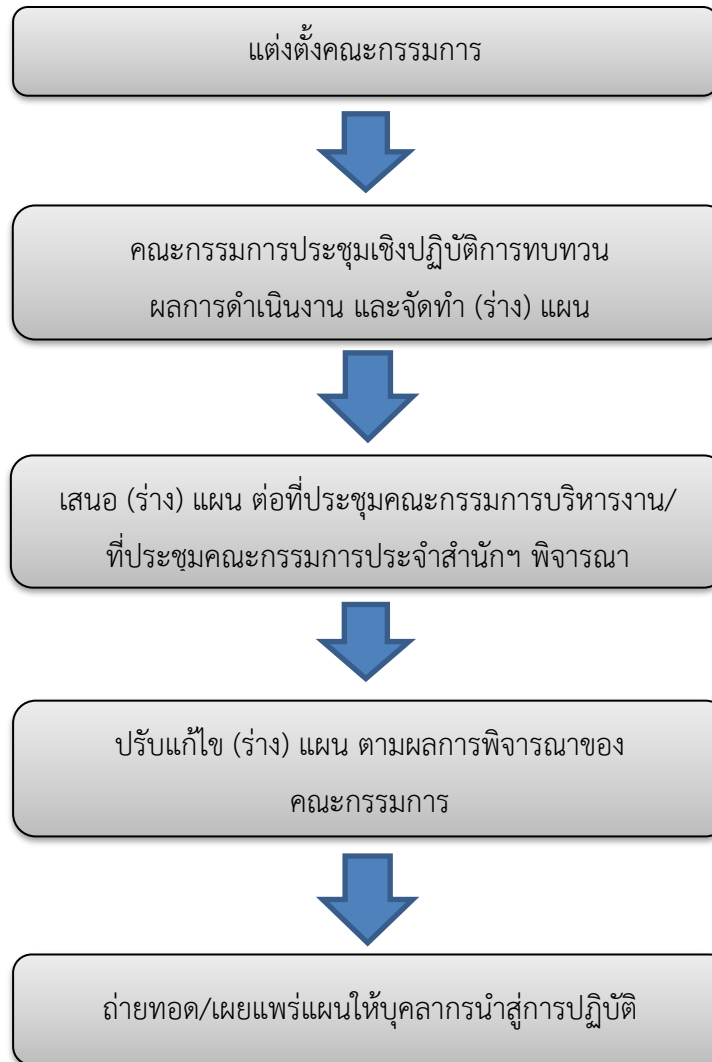 แต่งตั้งคณะกรรมการ
คณะกรรมการประชุมเชิงปฏิบัติการทบทวน
ผลการดำเนินงาน และจัดทำ (ร่าง) แผน
เสนอ (ร่าง) แผน ต่อที่ประชุมคณะกรรมการบริหารงาน/
ที่ประชุมคณะกรรมการประจำสำนักฯ พิจารณา
ปรับแก้ไข (ร่าง) แผน ตามผลการพิจารณาของ
คณะกรรมการ
ถ่ายทอด/เผยแพร่แผนให้บุคลากรนำสู่การปฏิบัติ